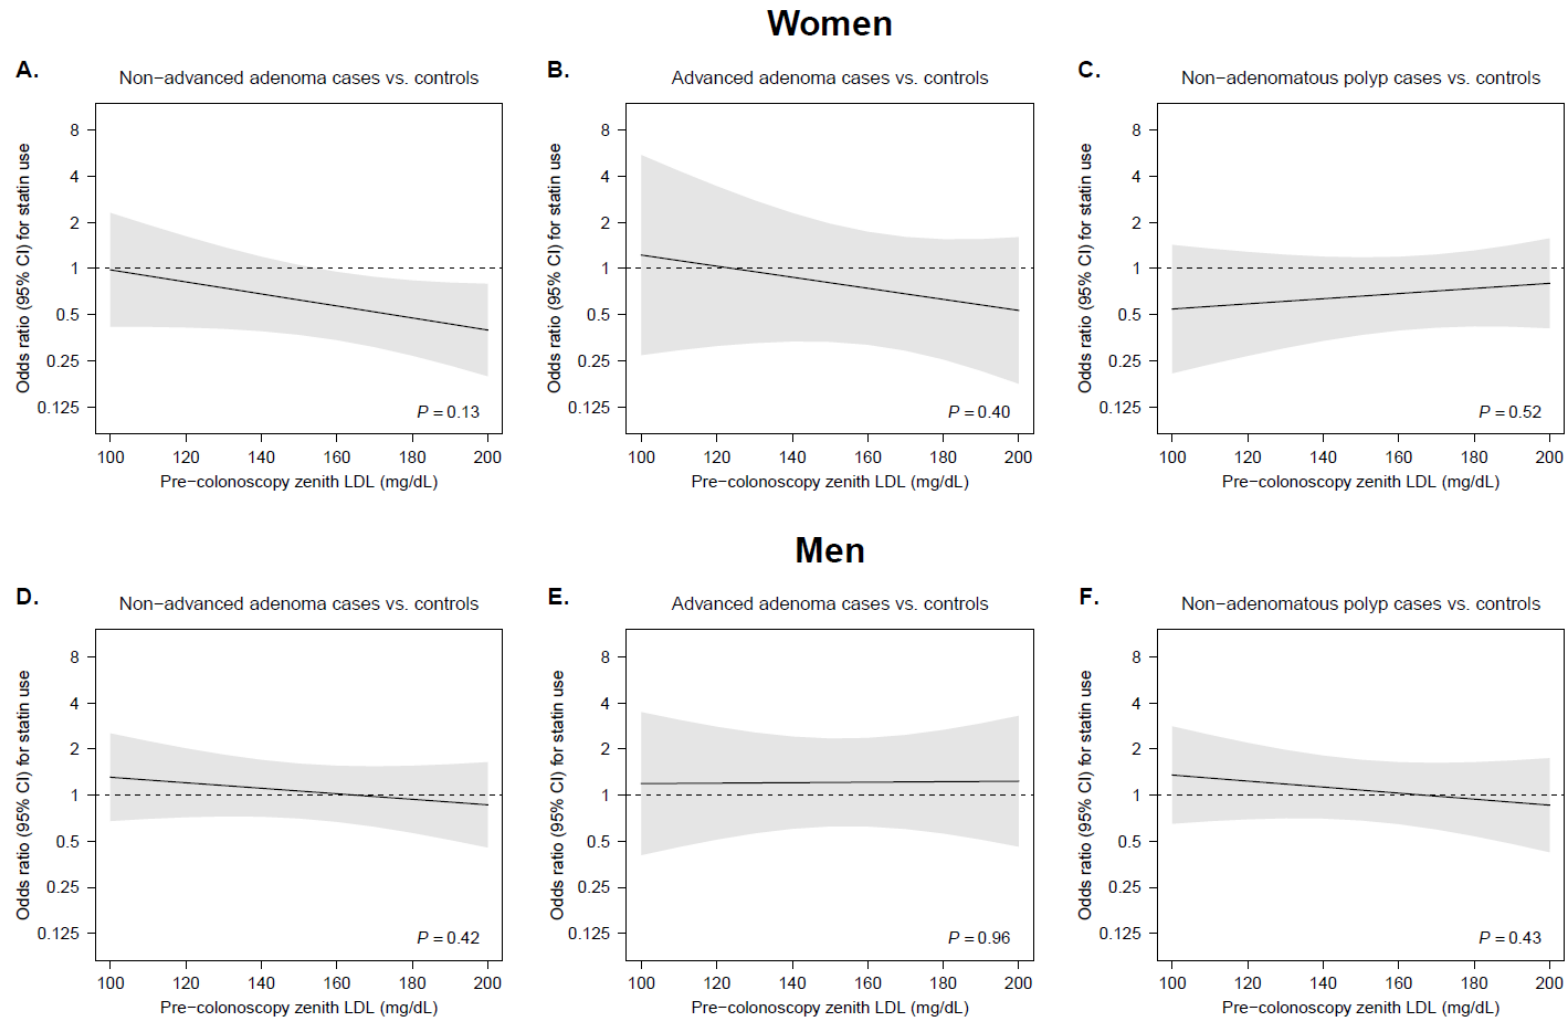 Women
A.
Non−advanced adenoma cases vs. controls
Odds ratio (95% CI) for statin use
8
4
2
1
0.5
0.25
0.125
P = 0.13
100 120 140 160 180 200
Pre-colonoscopy zenith LDL (mg/dL)
B.
Advanced adenoma cases vs. controls
Odds ratio (95% CI) for statin use
8
4
2
1
0.5
0.25
0.125
P = 0.40
100 120 140 160 180 200
Pre-colonoscopy zenith LDL (mg/dL)
C.
Non−adenomatous polyp cases vs. controls
Odds ratio (95% CI) for statin use
8
4
2
1
0.5
0.25
0.125
P = 0.52
100 120 140 160 180 200
Pre-colonoscopy zenith LDL (mg/dL)
Men
D.
Non−advanced adenoma cases vs. controls
Odds ratio (95% CI) for statin use
8
4
2
1
0.5
0.25
0.125
P = 0.42
100 120 140 160 180 200
Pre-colonoscopy zenith LDL (mg/dL)
E.
Advanced adenoma cases vs. controls
Odds ratio (95% CI) for statin use
8
4
2
1
0.5
0.25
0.125
P = 0.96
100 120 140 160 180 200
Pre-colonoscopy zenith LDL (mg/dL)
F.
Non−adenomatous polyp cases vs. controls
Odds ratio (95% CI) for statin use
8
4
2
1
0.5
0.25
0.125
P = 0.43
100 120 140 160 180 200
Pre-colonoscopy zenith LDL (mg/dL)